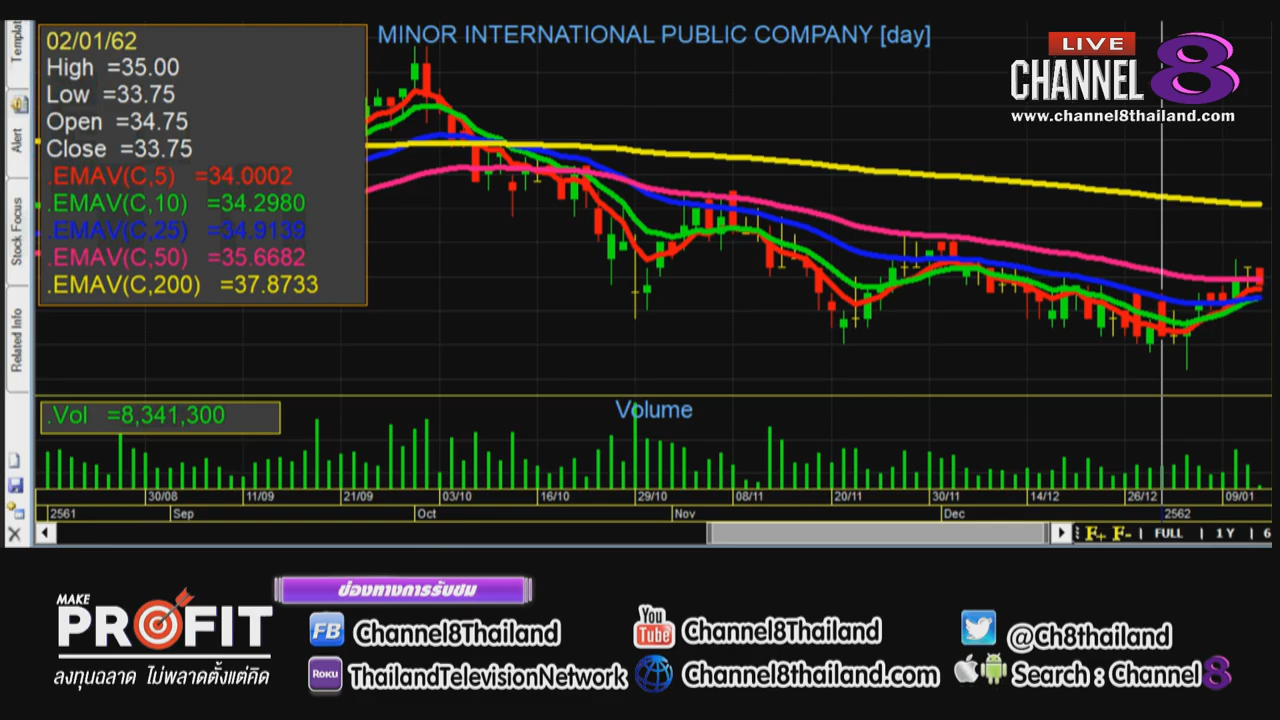 MINOR INTERNATIONAL PUBLIC COMPANY [day]
LIVE
CHANNEL 8
www.channel8thailand.com
Alert
Stock Focus
Related Info
02/01/62
High =35.00
Low =33.75
Open =34.75
Close =33.75
.EMAV(C,5) =34.0002
.EMAV(C,10) =34.2980
.EMAV(C,25) =34.9139
.EMAV(C,50) =35.6682
.EMAV(C,200) =37.8733
.Vol =8,341,300
Volume
30/08 11/09 21/09 03/10 16/10 29/10 08/11 20/11 30/11 14/12 26/12 09/01
2561 Sep Oct Nov Dec 2562
F+ F- | FULL | 1 Y | 6
MAKE
PROFIT
ลงทุนฉลาด ไม่พลาดตั้งแต่คิด
ช่องทางการรับชม
FB Channel8Thailand
You Tube Channel8Thailand
@Ch8thailand
Roku ThailandTelevisionNetwork
Channel8thailand.com
Search : Channel 8